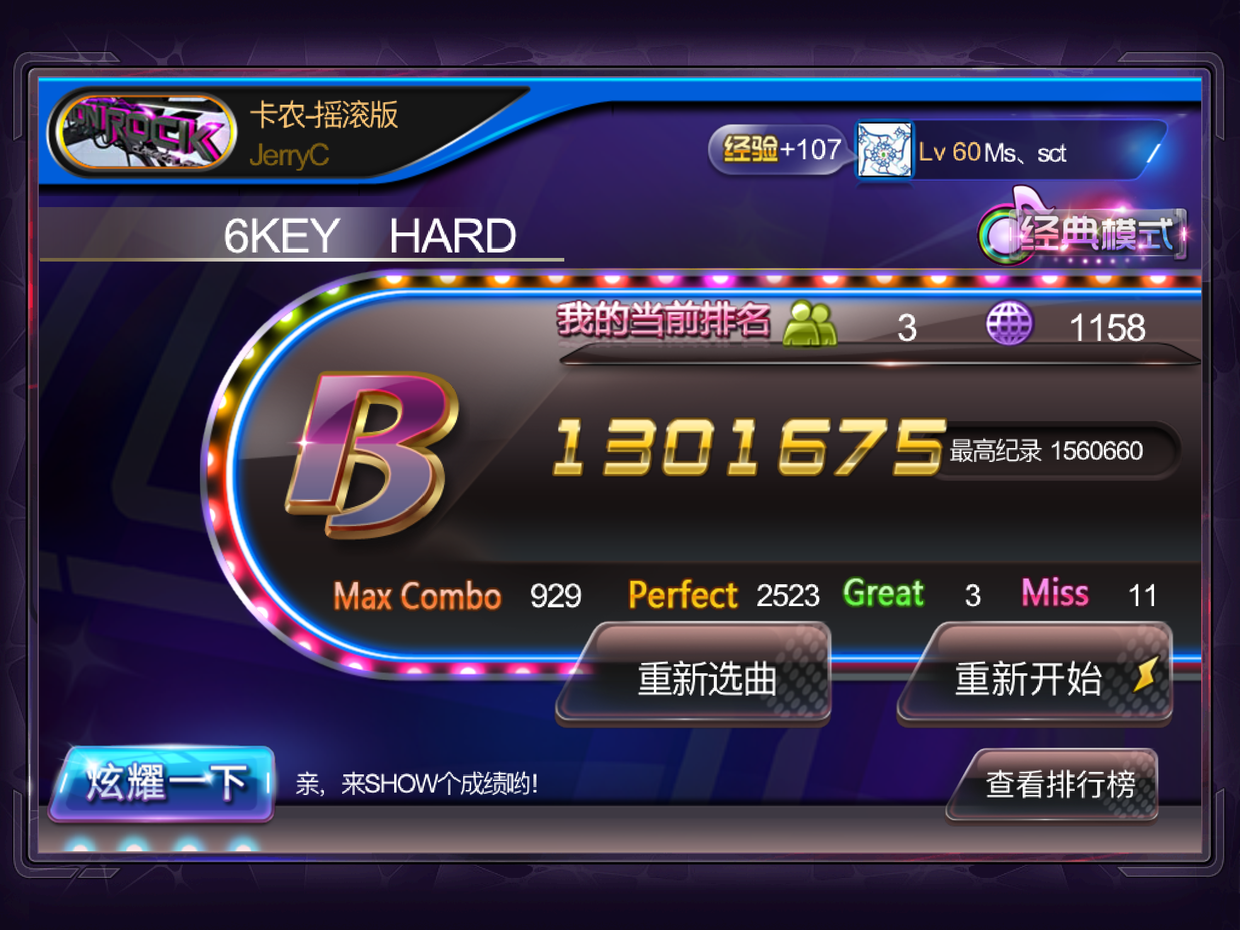 ON ROCK
卡农-摇滚版
JerryC
经验+107
Lv 60 Ms、sct
6KEY HARD
经典模式
我的当前排名 3 1158
B
1301675 最高纪录 1560660
Max Combo 929 Perfect 2523 Great 3 Miss 11
重新选曲 重新开始
炫耀一下 亲，来SHOW个成绩哟!
查看排行榜